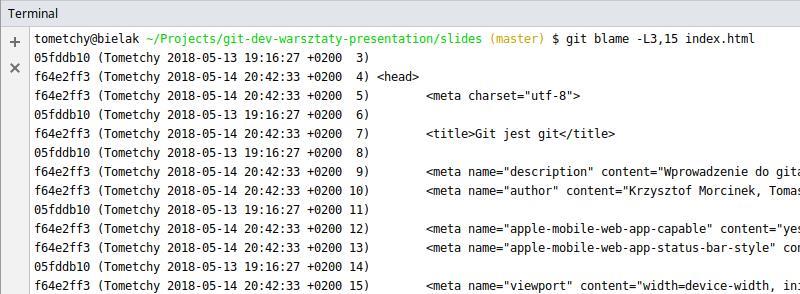 Terminal
tometchy@bielak ~/Projects/git-dev-warsztaty-presentation/slides (master) $ git blame -L3,15 index.html
05fddb10 (Tometchy 2018-05-13 19:16:27 +0200  3)
f64e2ff3 (Tometchy 2018-05-14 20:42:33 +0200  4) <head>
f64e2ff3 (Tometchy 2018-05-14 20:42:33 +0200  5)        <meta charset="utf-8">
05fddb10 (Tometchy 2018-05-13 19:16:27 +0200  6)
f64e2ff3 (Tometchy 2018-05-14 20:42:33 +0200  7)        <title>Git jest git</title>
05fddb10 (Tometchy 2018-05-13 19:16:27 +0200  8)
f64e2ff3 (Tometchy 2018-05-14 20:42:33 +0200  9)        <meta name="description" content="Wprowadzenie do gita
f64e2ff3 (Tometchy 2018-05-14 20:42:33 +0200 10)        <meta name="author" content="Krzysztof Morcinek, Tomas
05fddb10 (Tometchy 2018-05-13 19:16:27 +0200 11)
f64e2ff3 (Tometchy 2018-05-14 20:42:33 +0200 12)        <meta name="apple-mobile-web-app-capable" content="yes
f64e2ff3 (Tometchy 2018-05-14 20:42:33 +0200 13)        <meta name="apple-mobile-web-app-status-bar-style" con
05fddb10 (Tometchy 2018-05-13 19:16:27 +0200 14)
f64e2ff3 (Tometchy 2018-05-14 20:42:33 +0200 15)        <meta name="viewport" content="width=device-width, ini